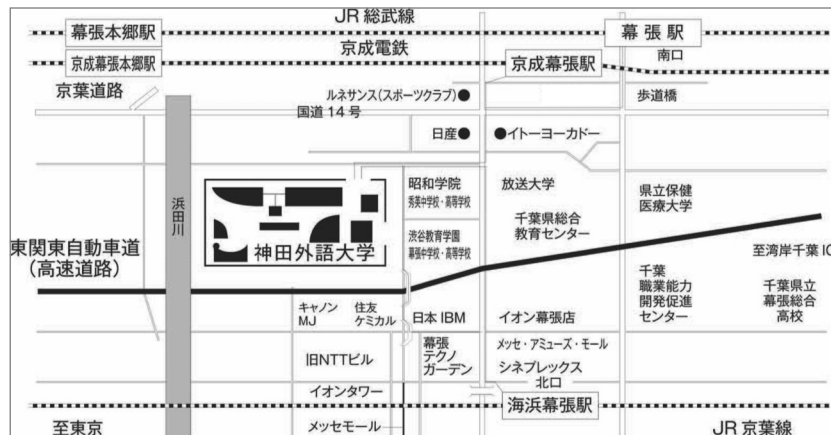 JR 総武線
幕張本郷駅
幕張駅
京成電鉄
南口
京成幕張本郷駅
京成幕張駅
京葉道路
ルネサンス(スポーツクラブ)
歩道橋
国道14号
日産
イトーヨーカドー
昭和学院
秀英中学校・高等学校
放送大学
県立保健
医療大学
浜田川
千葉県総合
教育センター
渋谷教育学園
幕張中学校・高等学校
神田外語大学
東関東自動車道
(高速道路)
至湾岸千葉IC
千葉
職業能力
開発促進
センター
千葉県立
幕張総合
高校
キャノン
MJ
住友
ケミカル
日本IBM
イオン幕張店
幕張
テクノ
ガーデン
メッセ・アミューズ・モール
旧NTTビル
シネプレックス
北口
イオンタワー
海浜幕張駅
至東京
メッセモール
JR 京葉線